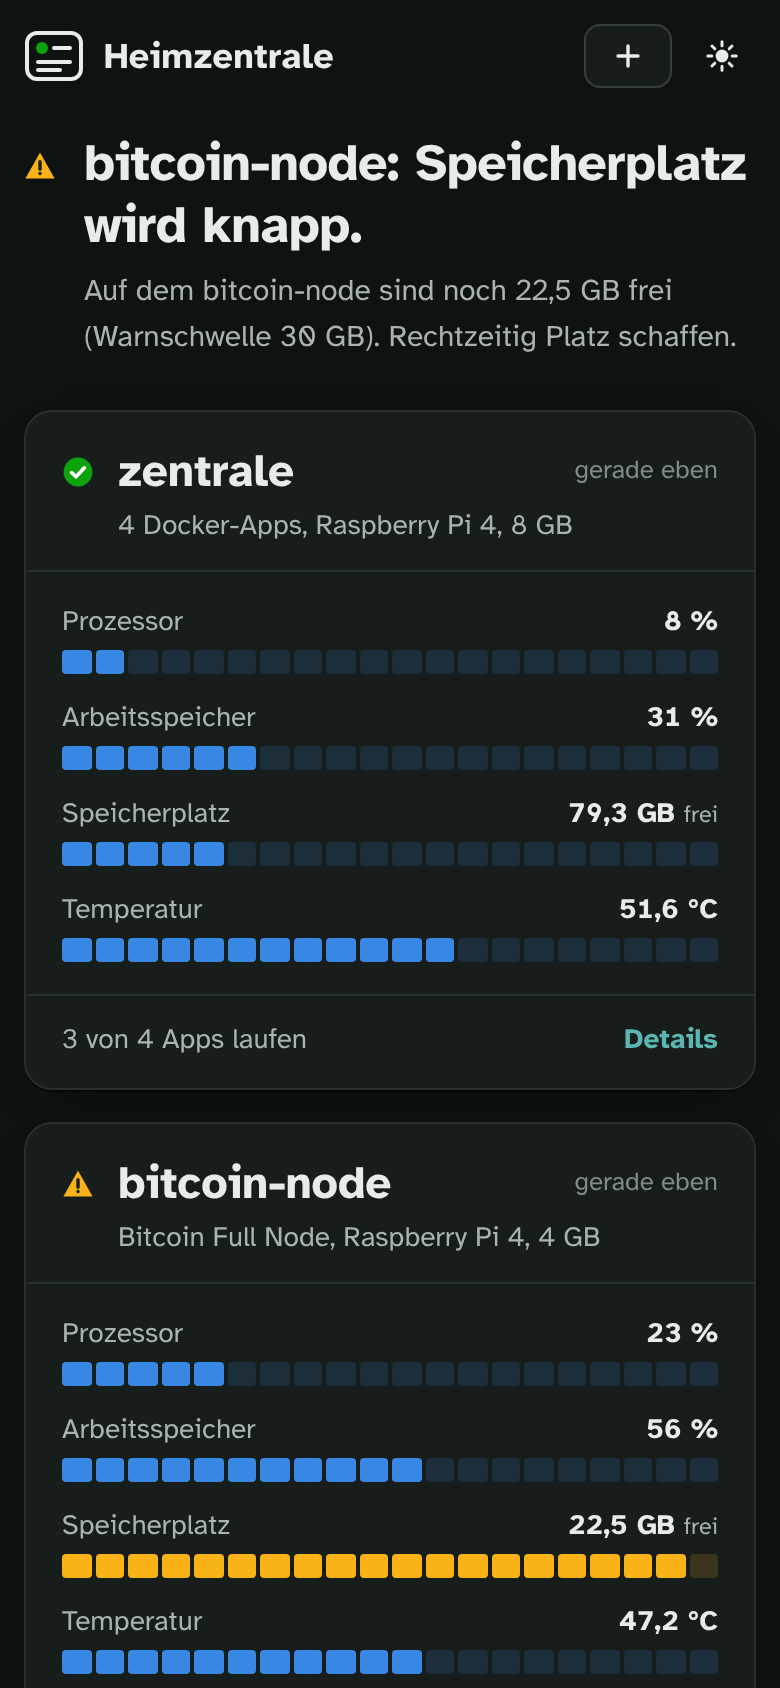 Heimzentrale
bitcoin-node: Speicherplatz
wird knapp.
Auf dem bitcoin-node sind noch 22,5 GB frei
(Warnschwelle 30 GB). Rechtzeitig Platz schaffen.
zentrale
gerade eben
4 Docker-Apps, Raspberry Pi 4, 8 GB
Prozessor 8 %
Arbeitsspeicher 31 %
Speicherplatz 79,3 GB frei
Temperatur 51,6 °C
3 von 4 Apps laufen Details
bitcoin-node
gerade eben
Bitcoin Full Node, Raspberry Pi 4, 4 GB
Prozessor 23 %
Arbeitsspeicher 56 %
Speicherplatz 22,5 GB frei
Temperatur 47,2 °C